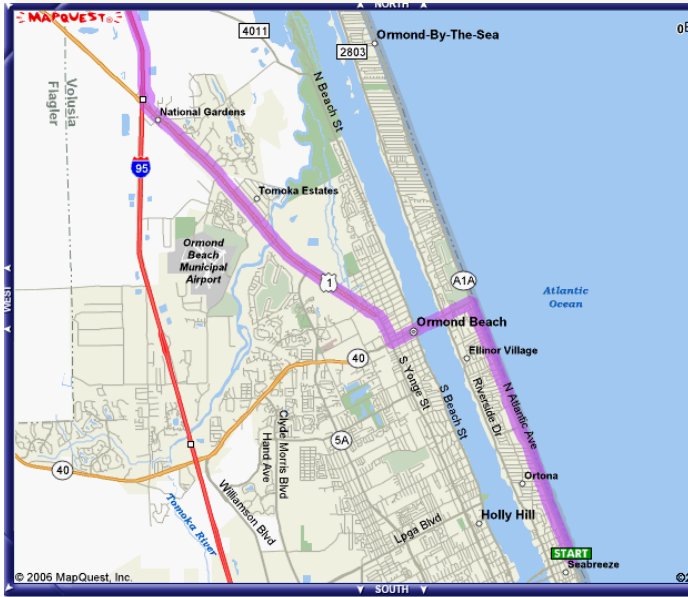 NORTH
MAPQUEST
4011
2803
Ormond-By-The-Sea
N Beach St
Volusia
Flagler
National Gardens
95
Tomoka Estates
Ormond
Beach
Municipal
Airport
1
A1A
Atlantic
Ocean
WEST
Ormond Beach
40
Ellinor Village
S Yonge St
S Beach St
Riverside Dr
N Atlantic Ave
5A
Clyde Morris Blvd
Hand Ave
40
Williamson Blvd
Tomoka River
Ortona
Holly Hill
Lpga Blvd
START
Seabreeze
© 2006 MapQuest, Inc.
SOUTH